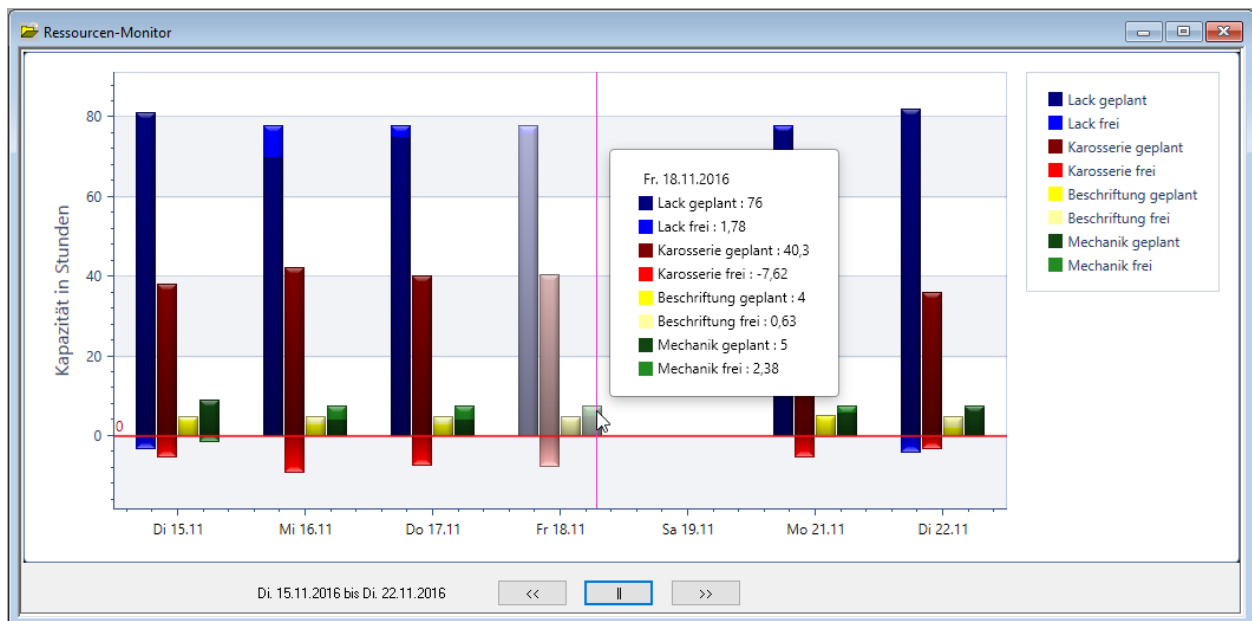 Ressourcen-Monitor
Kapazität in Stunden
80
60
40
20
0
0
Di 15.11
Mi 16.11
Do 17.11
Fr 18.11
Sa 19.11
Mo 21.11
Di 22.11
Fr. 18.11.2016
Lack geplant : 76
Lack frei : 1,78
Karosserie geplant : 40,3
Karosserie frei : -7,62
Beschriftung geplant : 4
Beschriftung frei : 0,63
Mechanik geplant : 5
Mechanik frei : 2,38
Lack geplant
Lack frei
Karosserie geplant
Karosserie frei
Beschriftung geplant
Beschriftung frei
Mechanik geplant
Mechanik frei
Di. 15.11.2016 bis Di. 22.11.2016
<<
||
>>